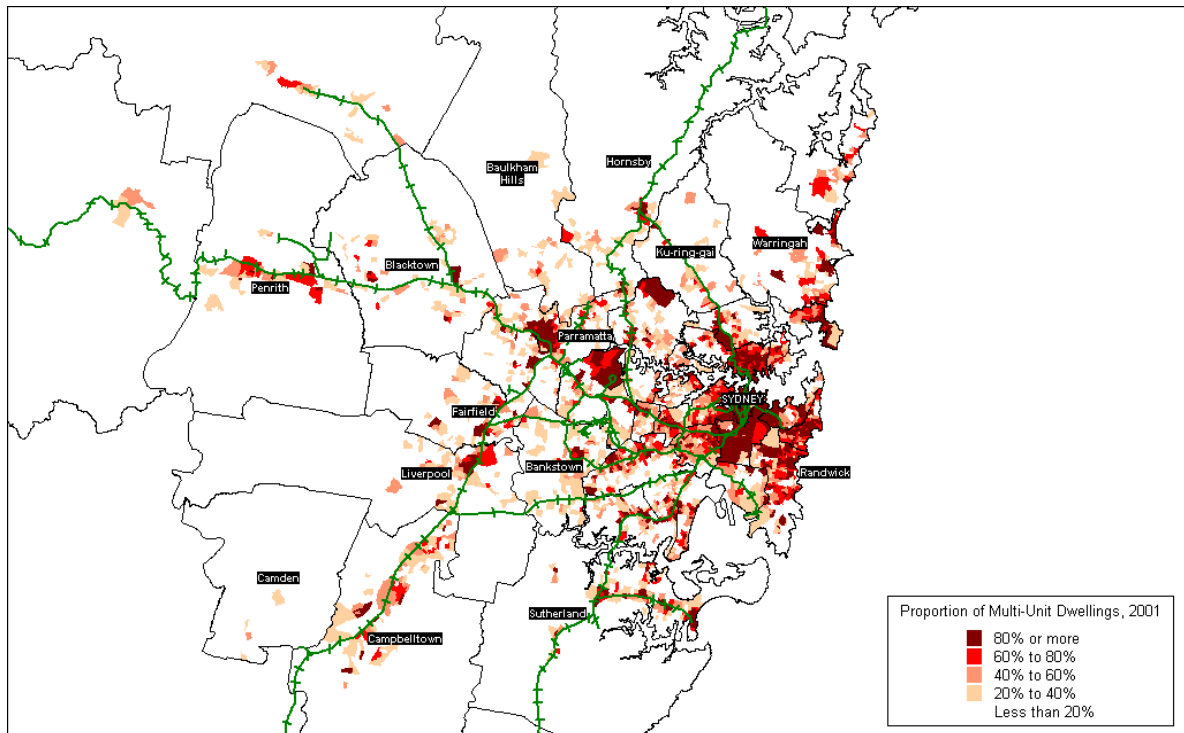 Baulkham
Hills
Hornsby
Ku-ring-gai
Warringah
Blacktown
Penrith
Parramatta
SYDNEY
Fairfield
Liverpool
Bankstown
Randwick
Camden
Sutherland
Campbelltown
Proportion of Multi-Unit Dwellings, 2001
80% or more
60% to 80%
40% to 60%
20% to 40%
Less than 20%